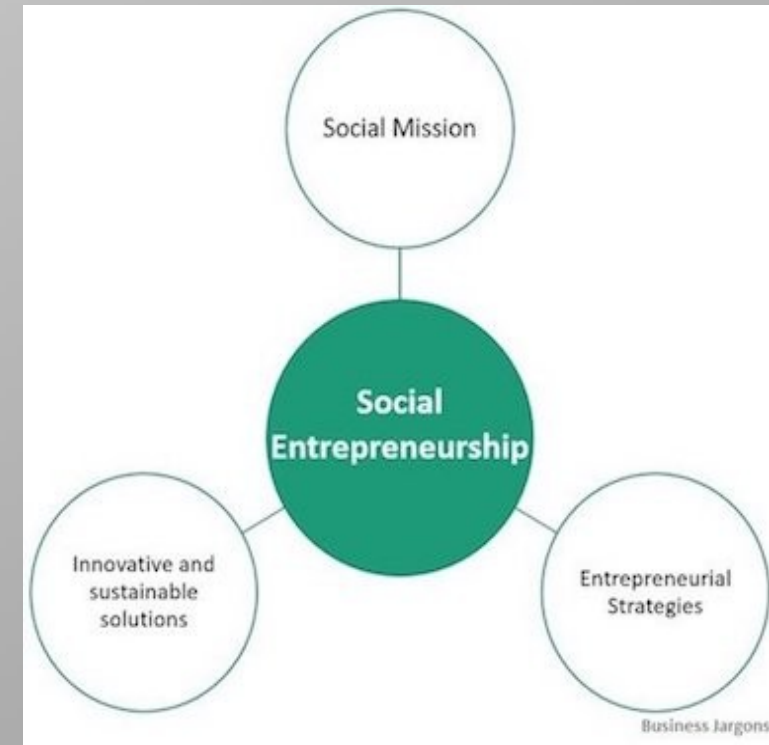 Social Mission
Social
Entrepreneurship
Innovative and
sustainable
solutions
Entrepreneurial
Strategies
Business Jargons